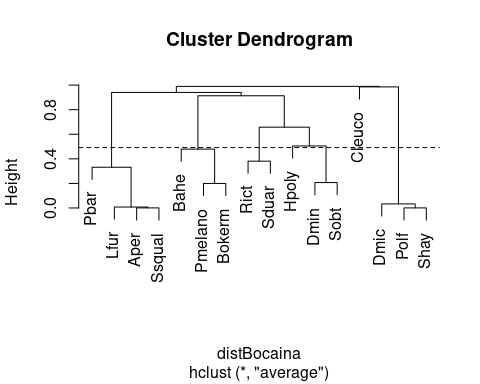 Cluster Dendrogram
Height
0.0
0.4
0.8
Pbar
Lfur
Aper
Ssqual
Bahe
Pmelano
Bokerm
Rict
Sduar
Hpoly
Dmin
Sobt
Cleuco
Dmic
Polf
Shay
distBocaina
hclust (*, "average")